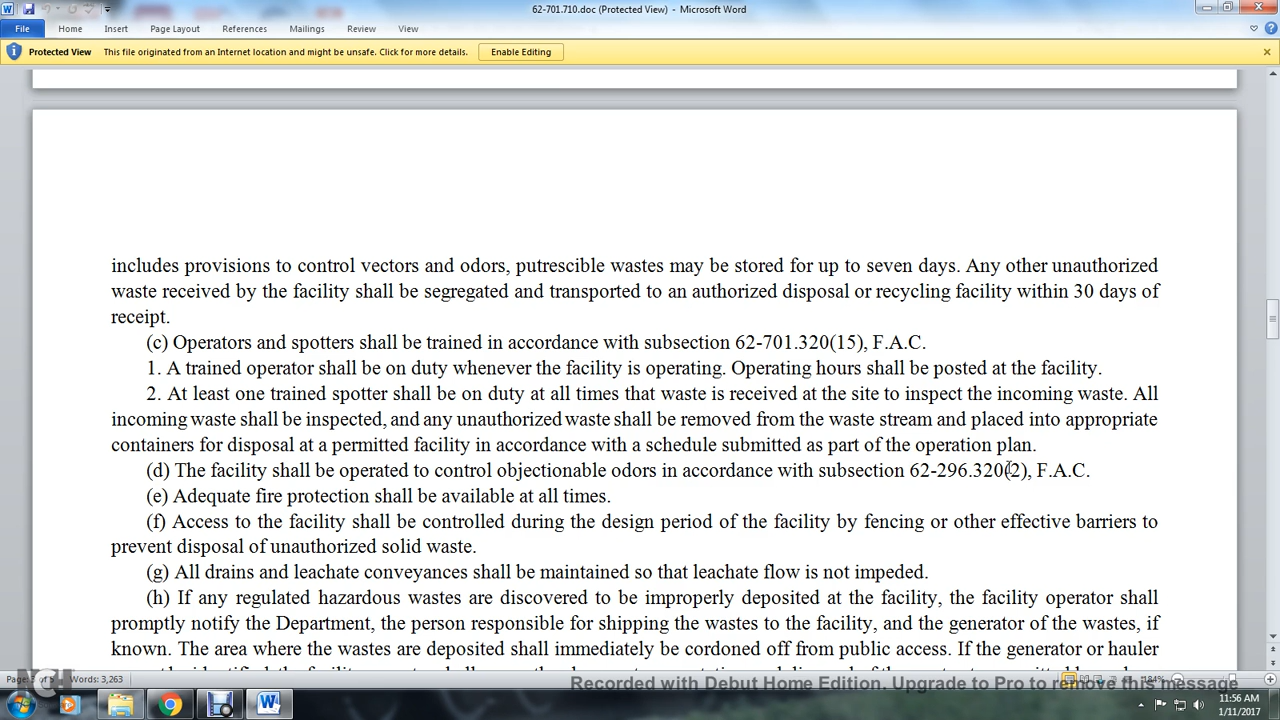 62-701.710.doc (Protected View) - Microsoft Word
File Home Insert Page Layout References Mailings Review View
Protected View This file originated from an Internet location and might be unsafe. Click for more details. Enable Editing
includes provisions to control vectors and odors, putrescible wastes may be stored for up to seven days. Any other unauthorized
waste received by the facility shall be segregated and transported to an authorized disposal or recycling facility within 30 days of
receipt.
(c) Operators and spotters shall be trained in accordance with subsection 62-701.320(15), F.A.C.
1. A trained operator shall be on duty whenever the facility is operating. Operating hours shall be posted at the facility.
2. At least one trained spotter shall be on duty at all times that waste is received at the site to inspect the incoming waste. All
incoming waste shall be inspected, and any unauthorized waste shall be removed from the waste stream and placed into appropriate
containers for disposal at a permitted facility in accordance with a schedule submitted as part of the operation plan.
(d) The facility shall be operated to control objectionable odors in accordance with subsection 62-296.320(2), F.A.C.
(e) Adequate fire protection shall be available at all times.
(f) Access to the facility shall be controlled during the design period of the facility by fencing or other effective barriers to
prevent disposal of unauthorized solid waste.
(g) All drains and leachate conveyances shall be maintained so that leachate flow is not impeded.
(h) If any regulated hazardous wastes are discovered to be improperly deposited at the facility, the facility operator shall
promptly notify the Department, the person responsible for shipping the wastes to the facility, and the generator of the wastes, if
known. The area where the wastes are deposited shall immediately be cordoned off from public access. If the generator or hauler
Words: 3,263
Recorded with Debut Home Edition. Upgrade to Pro to remove this message
NCH
11:56 AM
1/11/2017